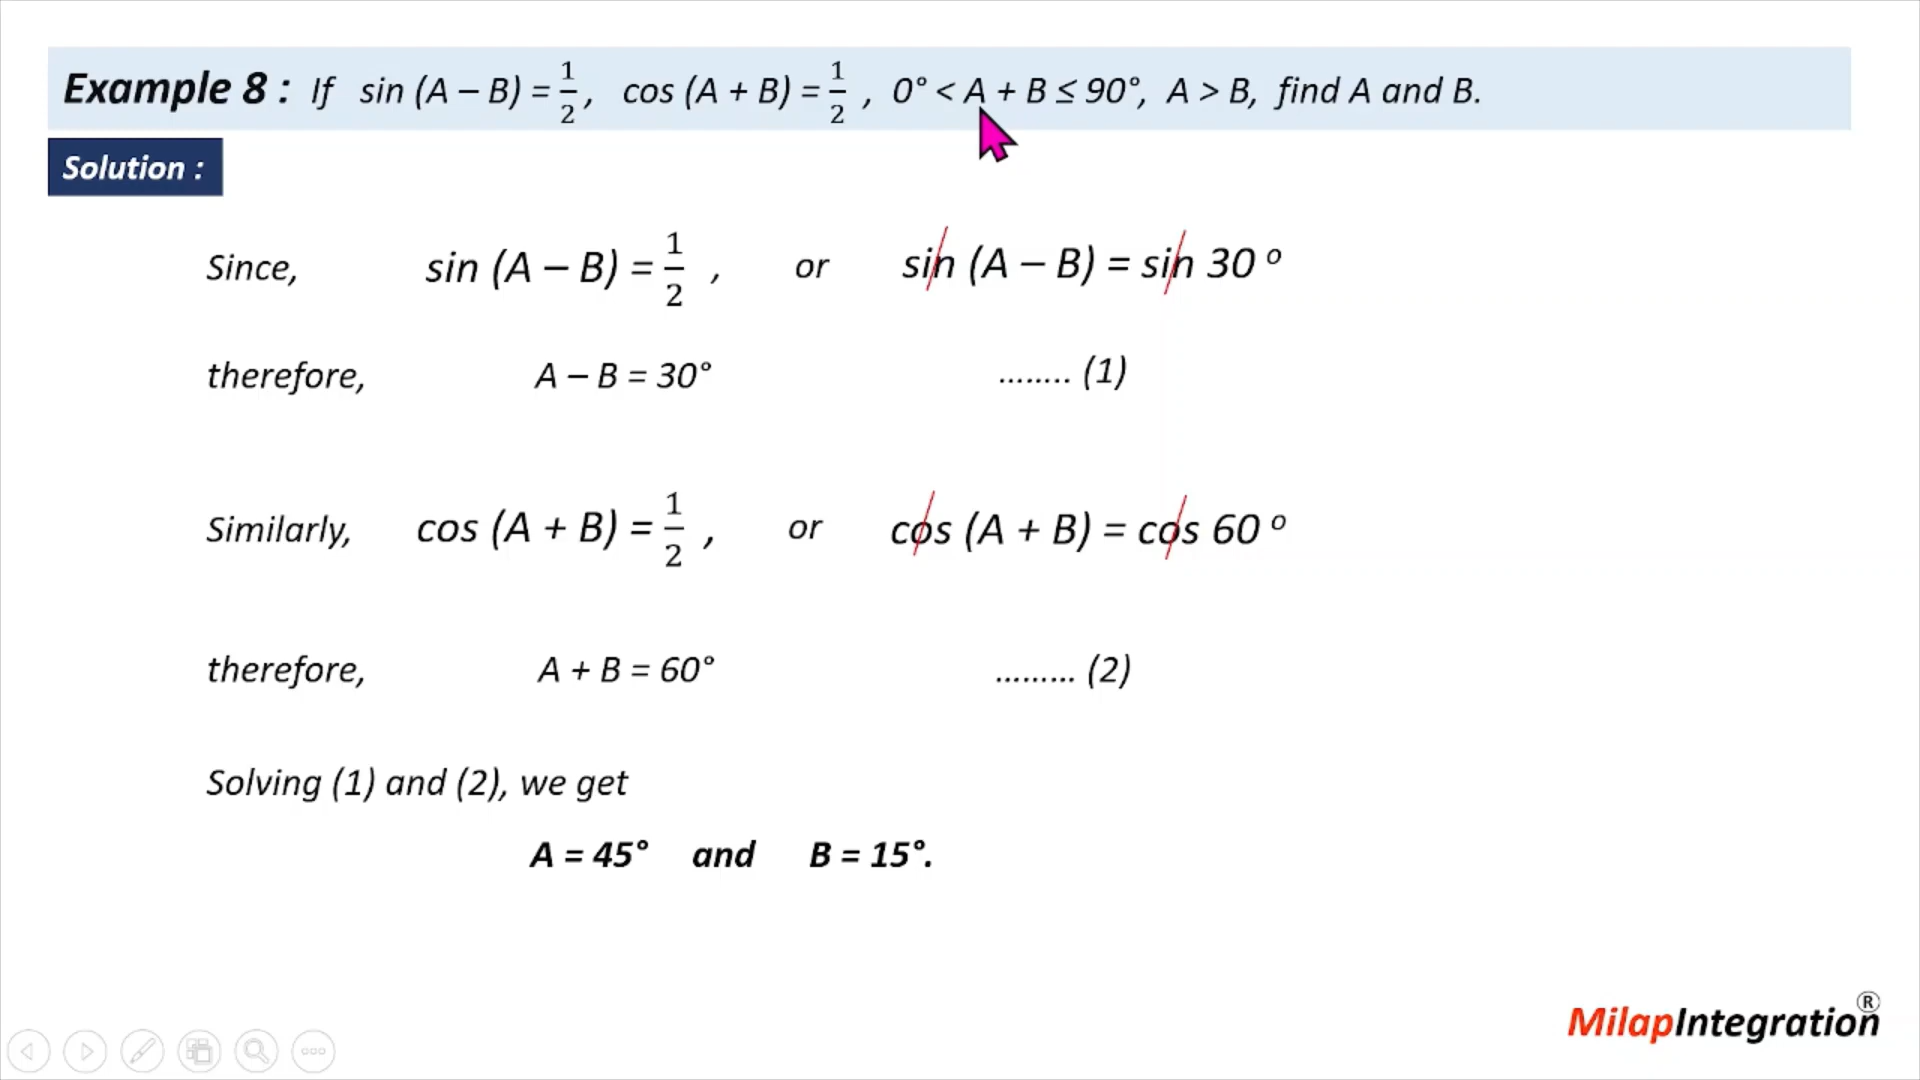 Example 8 : If sin (A – B) = 1/2, cos (A + B) = 1/2 , 0° < A + B ≤ 90°, A > B, find A and B.
Solution :
Since, sin (A – B) = 1/2 , or sin (A – B) = sin 30 o
therefore, A – B = 30° …….. (1)
Similarly, cos (A + B) = 1/2 , or cos (A + B) = cos 60 o
therefore, A + B = 60° ……… (2)
Solving (1) and (2), we get
A = 45° and B = 15°.
MilapIntegration®